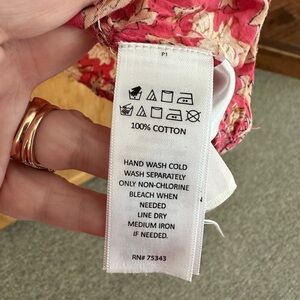 P1
100% COTTON
HAND WASH COLD
WASH SEPARATELY
ONLY NON-CHLORINE
BLEACH WHEN
NEEDED
LINE DRY
MEDIUM IRON
IF NEEDED.
RN# 75343